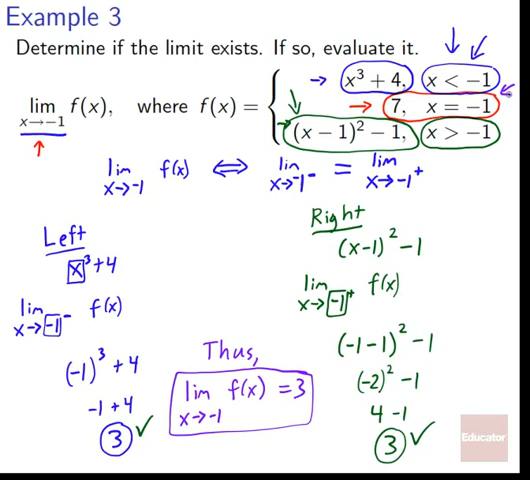 Example 3
Determine if the limit exists. If so, evaluate it.
→ x³ + 4, x < −1
lim f(x), where f(x) = { → 7, x = −1
x→−1
(x − 1)² − 1, x > −1
lim f(x) ⇔ lim = lim
x→-1 x→-1⁻ x→-1⁺
Left
x³+4
lim f(x)
x→-1⁻
(-1)³ + 4
-1+4
3 ✓
Right
(x-1)² -1
lim f(x)
x→-1⁺
(-1-1)² -1
(-2)² -1
4 -1
3 ✓
Thus,
lim f(x) = 3
x→-1
Educator